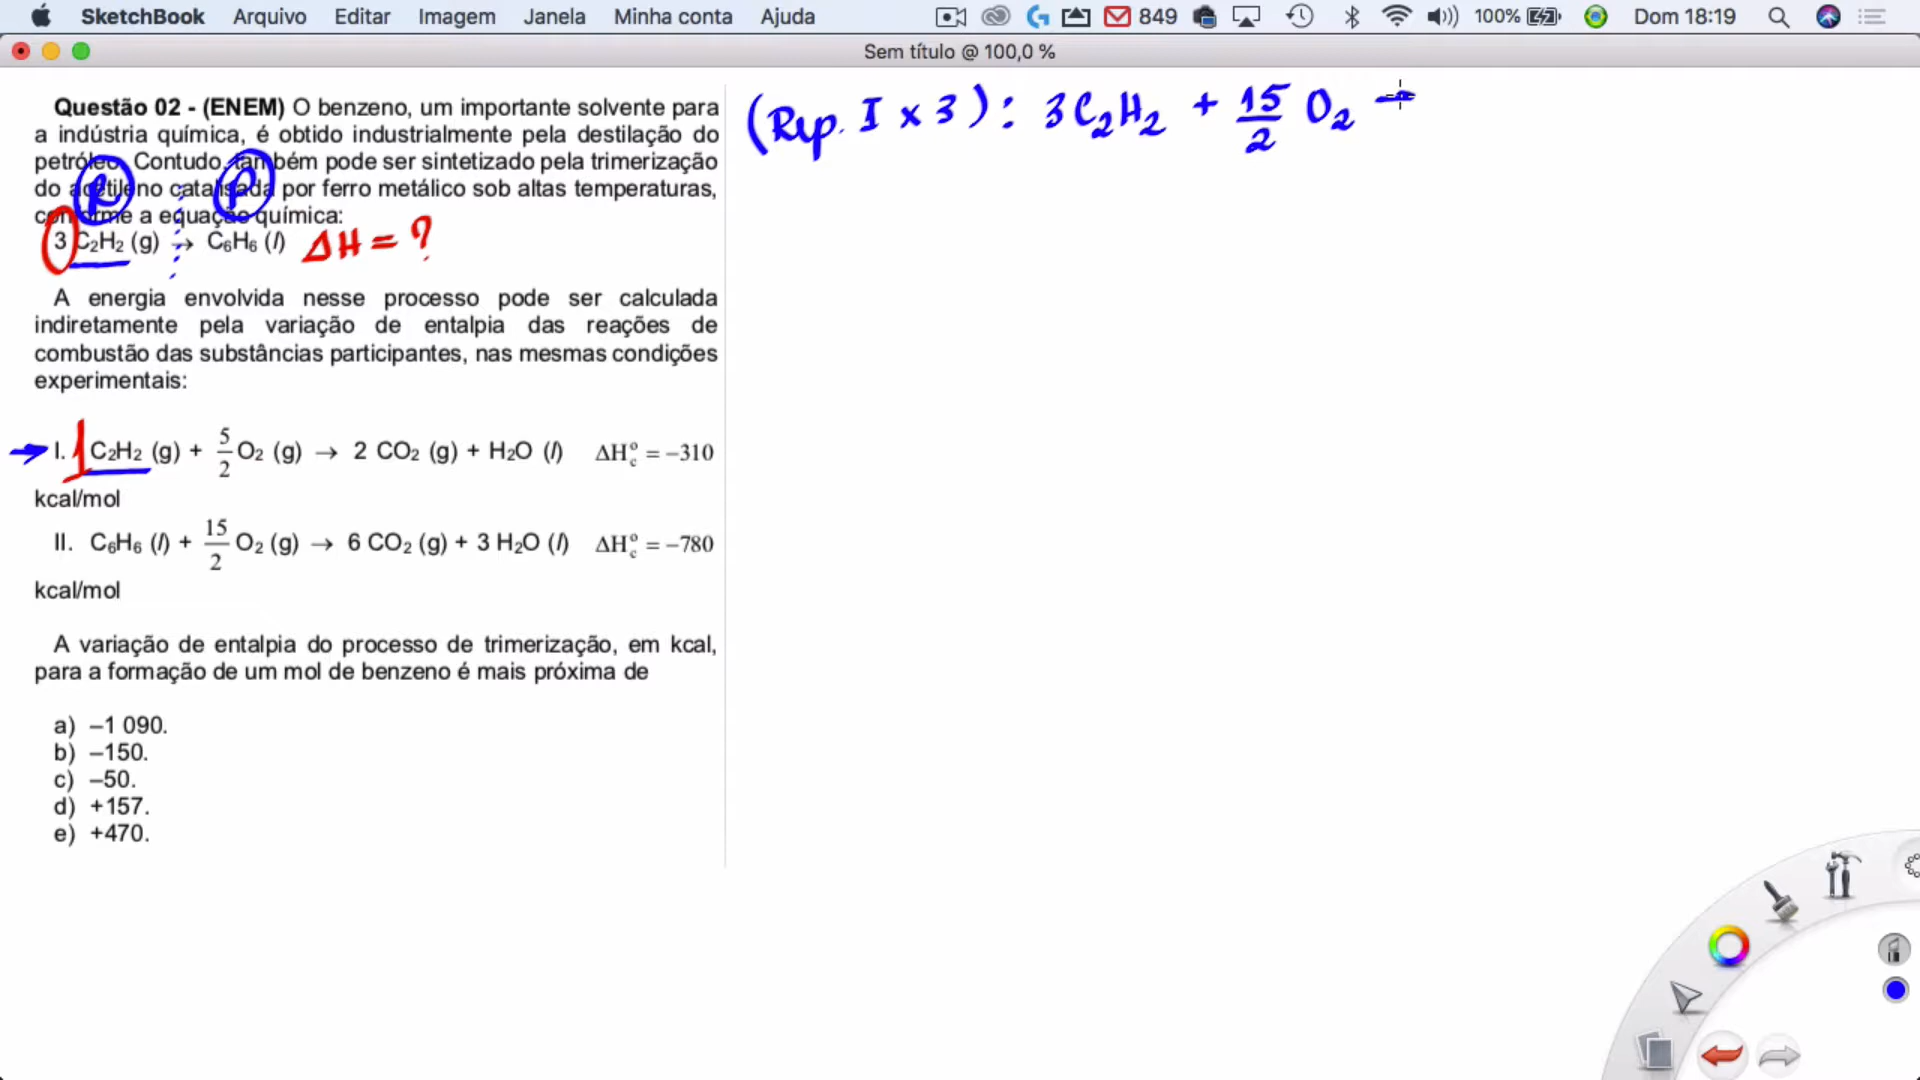 SketchBook Arquivo Editar Imagem Janela Minha conta Ajuda 849 100% Dom 18:19
Sem título @ 100,0 %
Questão 02 - (ENEM) O benzeno, um importante solvente para
a indústria química, é obtido industrialmente pela destilação do
petróleo. Contudo, também pode ser sintetizado pela trimerização
do acetileno catalisada por ferro metálico sob altas temperaturas,
conforme a equação química:
R P
3 C₂H₂ (g) → C₆H₆ (l) ΔH = ?
A energia envolvida nesse processo pode ser calculada
indiretamente pela variação de entalpia das reações de
combustão das substâncias participantes, nas mesmas condições
experimentais:
→ I. 1 C₂H₂ (g) + 5/2 O₂ (g) → 2 CO₂ (g) + H₂O (l) ΔH°c = –310
kcal/mol
II. C₆H₆ (l) + 15/2 O₂ (g) → 6 CO₂ (g) + 3 H₂O (l) ΔH°c = –780
kcal/mol
A variação de entalpia do processo de trimerização, em kcal,
para a formação de um mol de benzeno é mais próxima de
a) –1 090.
b) –150.
c) –50.
d) +157.
e) +470.
(Rep. I x 3): 3C₂H₂ + 15/2 O₂ →